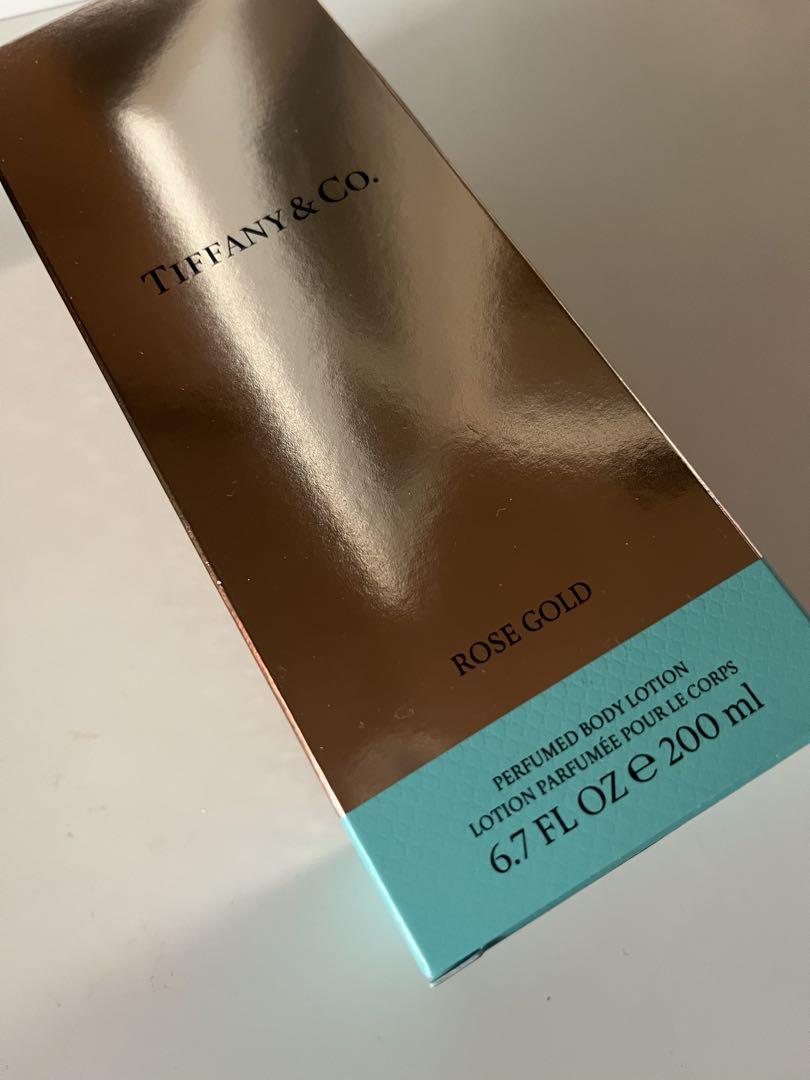 TIFFANY & CO.
ROSE GOLD
PERFUMED BODY LOTION
LOTION PARFUMÉE POUR LE CORPS
6.7 FL OZ ℮ 200 ml